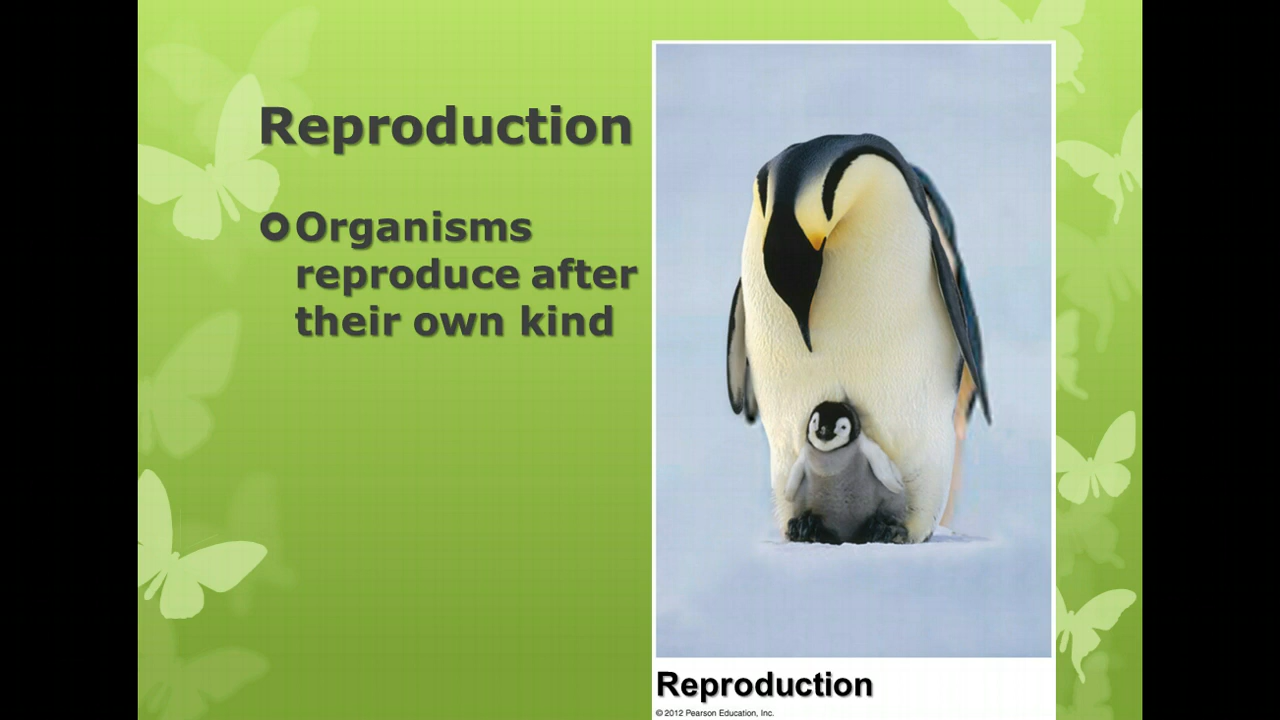 Reproduction
Organisms
reproduce after
their own kind
Reproduction
© 2012 Pearson Education, Inc.